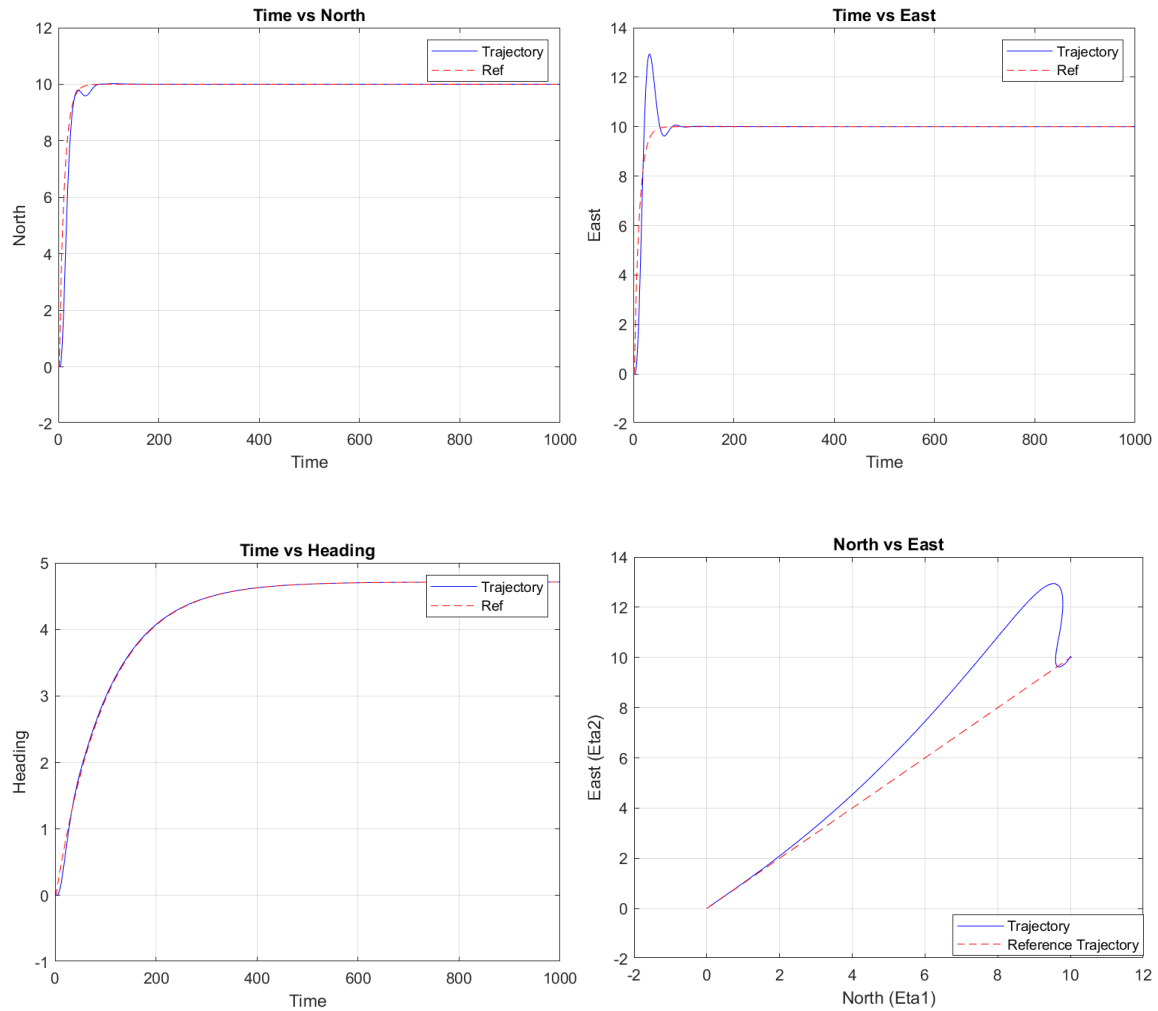 Time vs North
12
10
8
6
4
2
0
-2
0 200 400 600 800 1000
North
Time
Trajectory
Ref
Time vs East
14
12
10
8
6
4
2
0
-2
0 200 400 600 800 1000
East
Time
Trajectory
Ref
Time vs Heading
5
4
3
2
1
0
-1
0 200 400 600 800 1000
Heading
Time
Trajectory
Ref
North vs East
14
12
10
8
6
4
2
0
-2
-2 0 2 4 6 8 10 12
East (Eta2)
North (Eta1)
Trajectory
Reference Trajectory